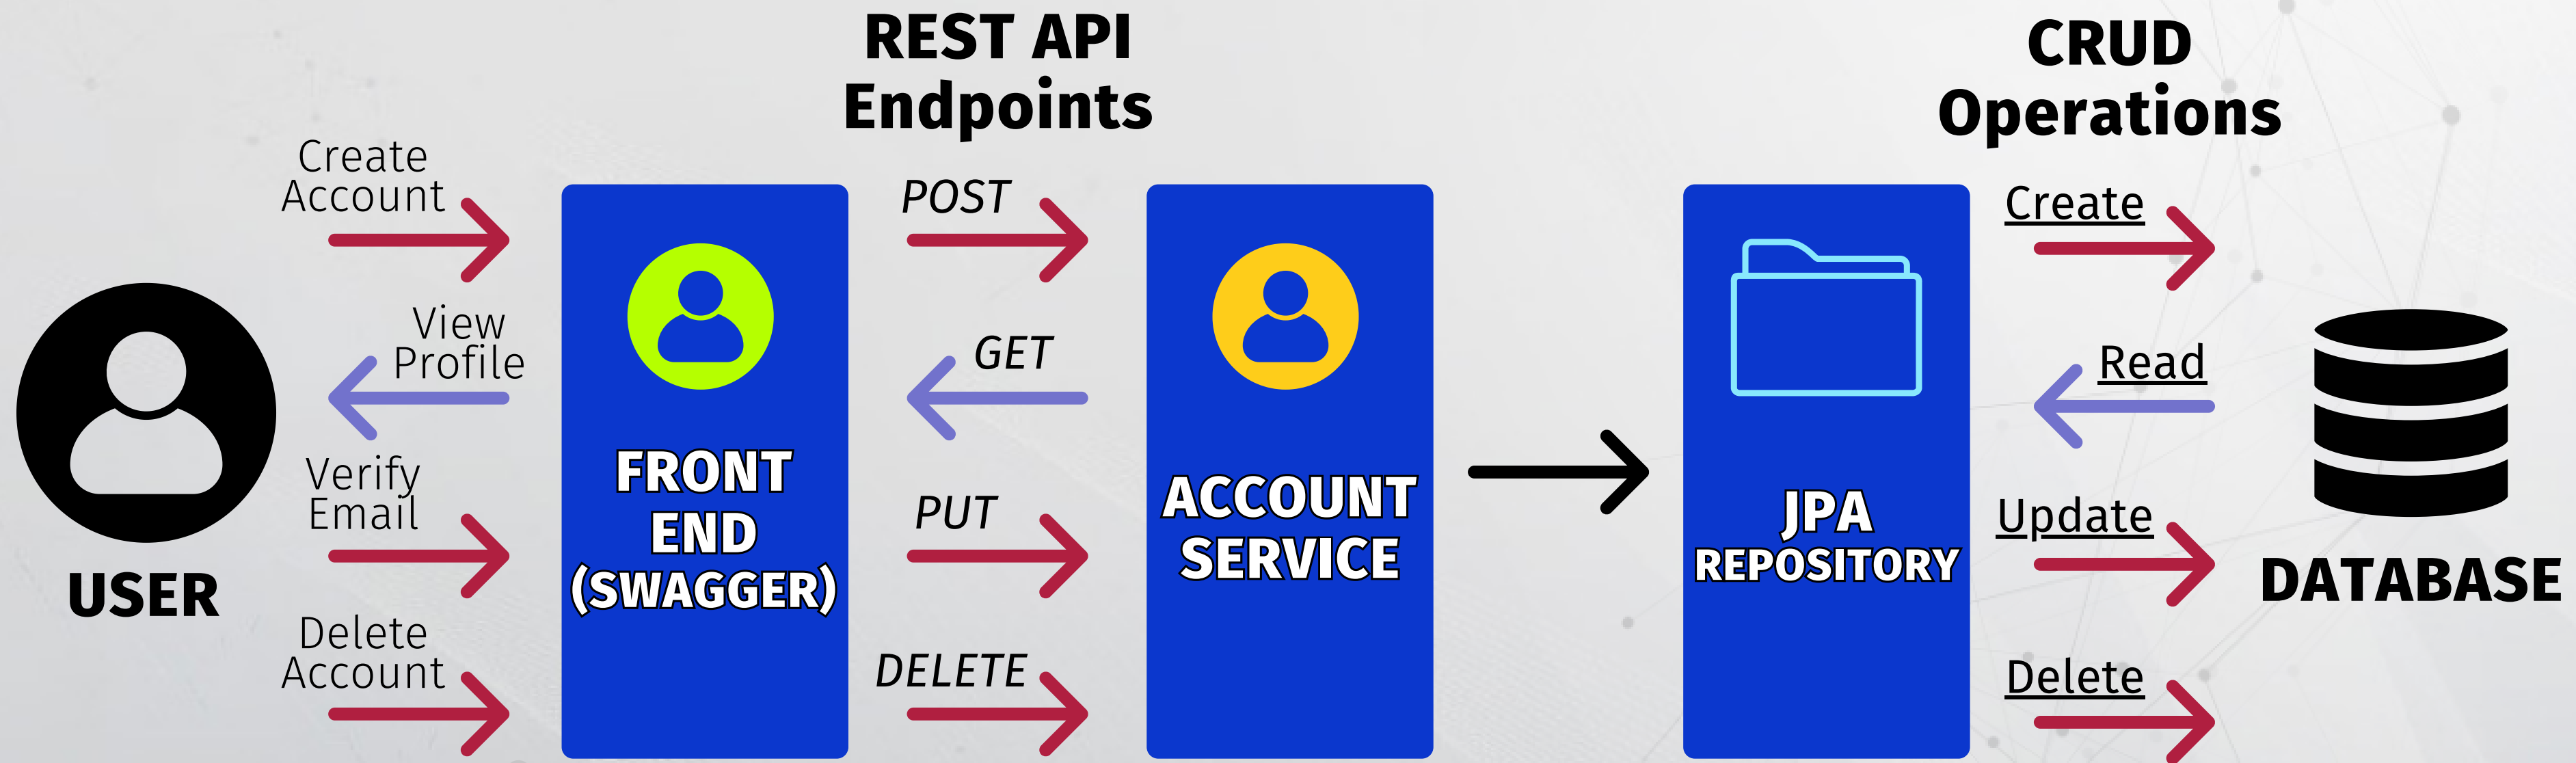 REST API
Endpoints
CRUD
Operations
Create
Account
View
Profile
Verify
Email
Delete
Account
USER
FRONT
END
(SWAGGER)
POST
GET
PUT
DELETE
ACCOUNT
SERVICE
JPA
REPOSITORY
Create
Read
Update
Delete
DATABASE